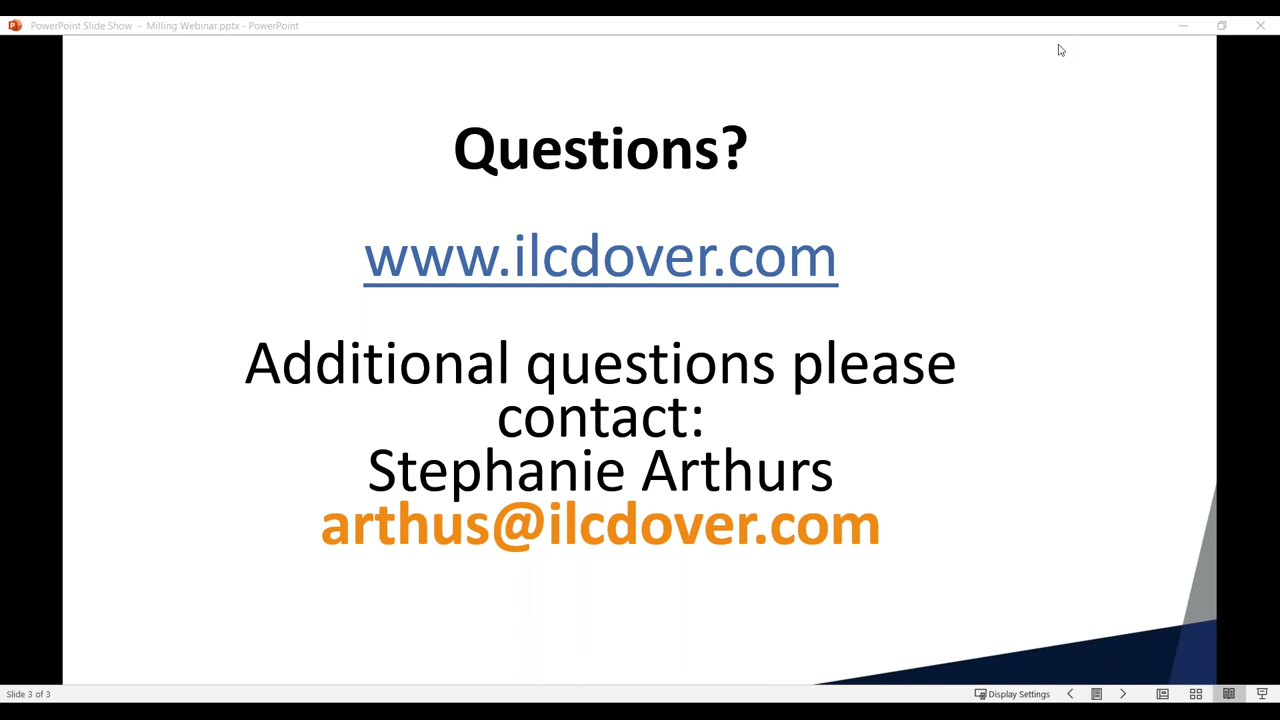 PowerPoint Slide Show - Milling Webinar.pptx - PowerPoint
Questions?
www.ilcdover.com
Additional questions please
contact:
Stephanie Arthurs
arthus@ilcdover.com
Slide 3 of 3
Display Settings